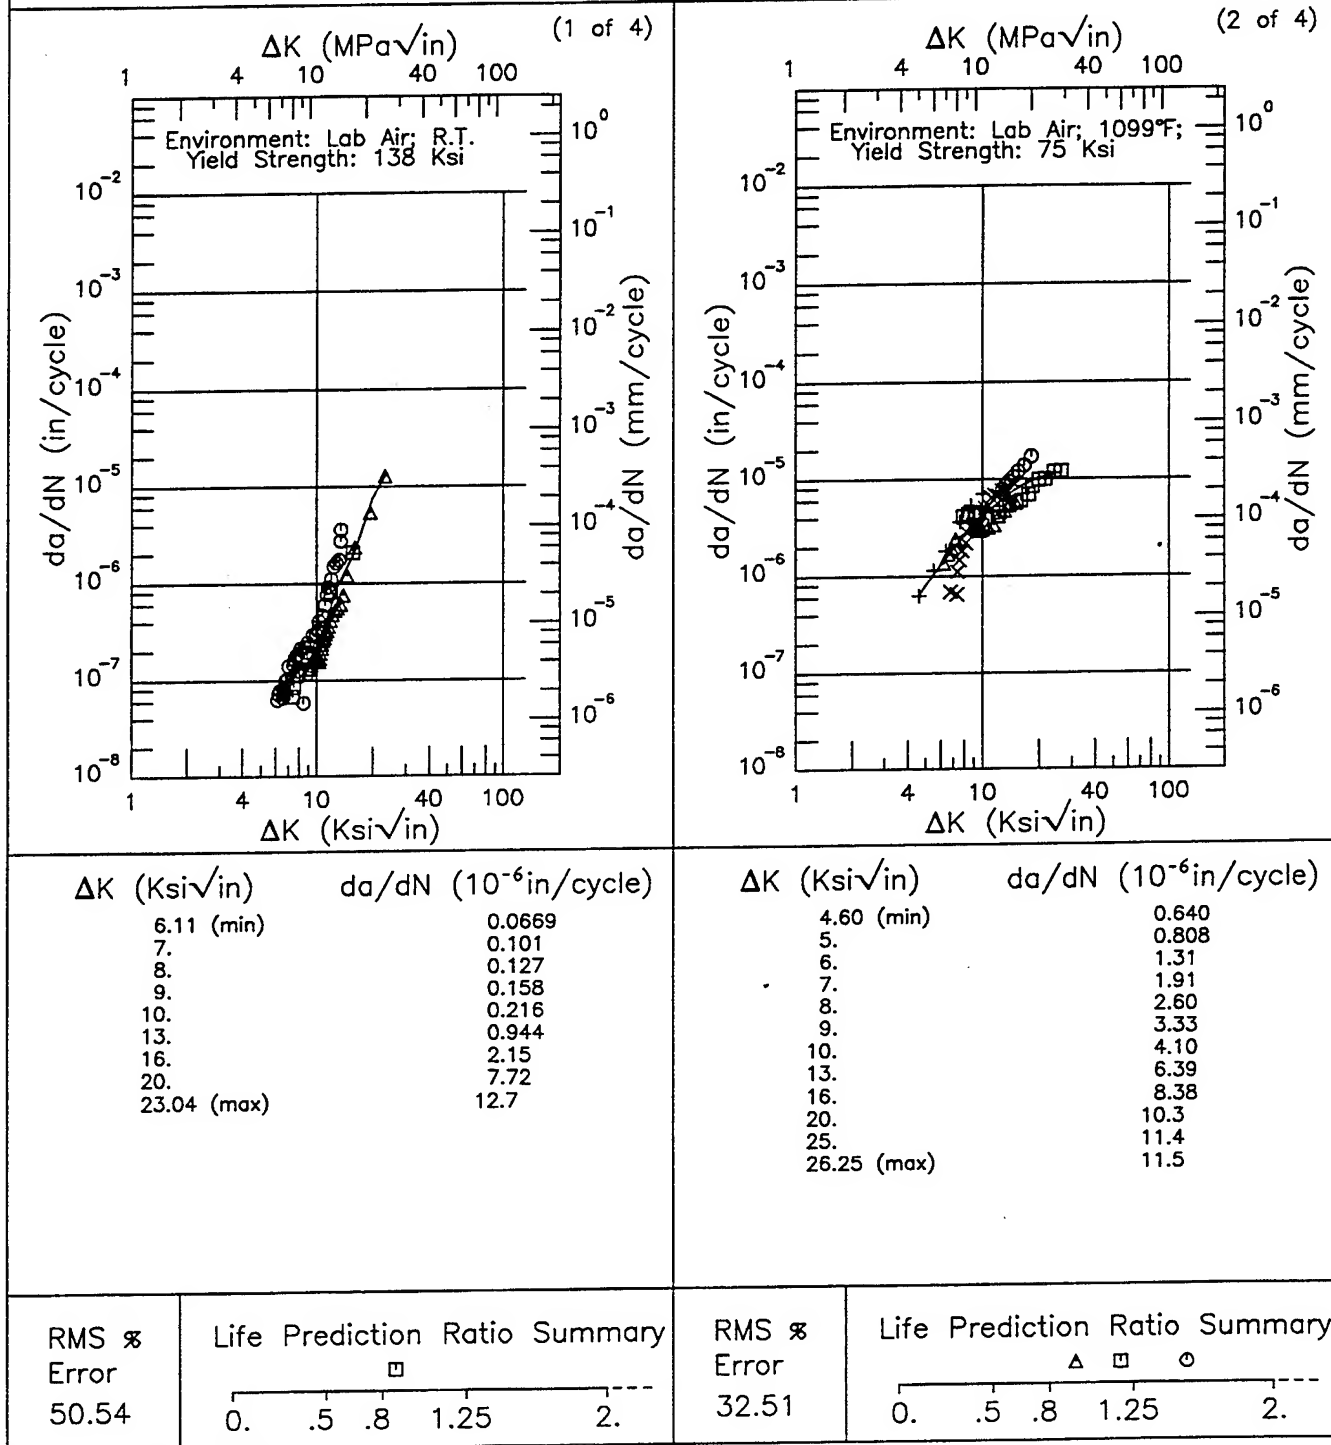 (1 of 4)
ΔK (MPa√in)
1 4 10 40 100
Environment: Lab Air; R.T.
Yield Strength: 138 Ksi
10⁻²
10⁻³
10⁻⁴
10⁻⁵
10⁻⁶
10⁻⁷
10⁻⁸
da/dN (in/cycle)
10⁰
10⁻¹
10⁻²
10⁻³
10⁻⁴
10⁻⁵
10⁻⁶
da/dN (mm/cycle)
1 4 10 40 100
ΔK (Ksi√in)
ΔK (Ksi√in) da/dN (10⁻⁶in/cycle)
6.11 (min) 0.0669
7. 0.101
8. 0.127
9. 0.158
10. 0.216
13. 0.944
16. 2.15
20. 7.72
23.04 (max) 12.7
RMS %
Error
50.54
Life Prediction Ratio Summary
0. .5 .8 1.25 2.
(2 of 4)
ΔK (MPa√in)
1 4 10 40 100
Environment: Lab Air; 1099°F;
Yield Strength: 75 Ksi
10⁻²
10⁻³
10⁻⁴
10⁻⁵
10⁻⁶
10⁻⁷
10⁻⁸
da/dN (in/cycle)
10⁰
10⁻¹
10⁻²
10⁻³
10⁻⁴
10⁻⁵
10⁻⁶
da/dN (mm/cycle)
1 4 10 40 100
ΔK (Ksi√in)
ΔK (Ksi√in) da/dN (10⁻⁶in/cycle)
4.60 (min) 0.640
5. 0.808
6. 1.31
7. 1.91
8. 2.60
9. 3.33
10. 4.10
13. 6.39
16. 8.38
20. 10.3
25. 11.4
26.25 (max) 11.5
RMS %
Error
32.51
Life Prediction Ratio Summary
0. .5 .8 1.25 2.